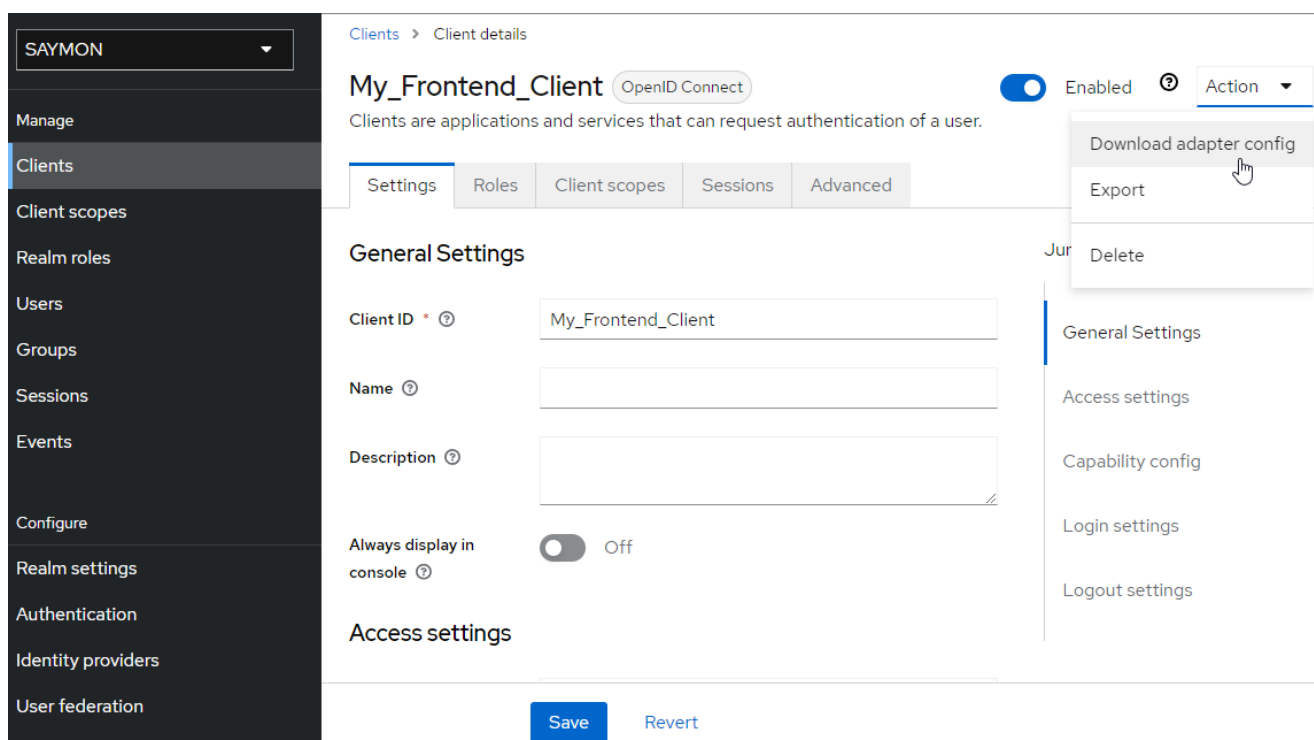 SAYMON
Manage
Clients
Client scopes
Realm roles
Users
Groups
Sessions
Events
Configure
Realm settings
Authentication
Identity providers
User federation
Clients > Client details
My_Frontend_Client OpenID Connect
Enabled Action
Clients are applications and services that can request authentication of a user.
Download adapter config
Export
Delete
Settings Roles Client scopes Sessions Advanced
General Settings
Client ID * My_Frontend_Client
Name
Description
Always display in
console Off
Access settings
General Settings
Access settings
Capability config
Login settings
Logout settings
Save Revert